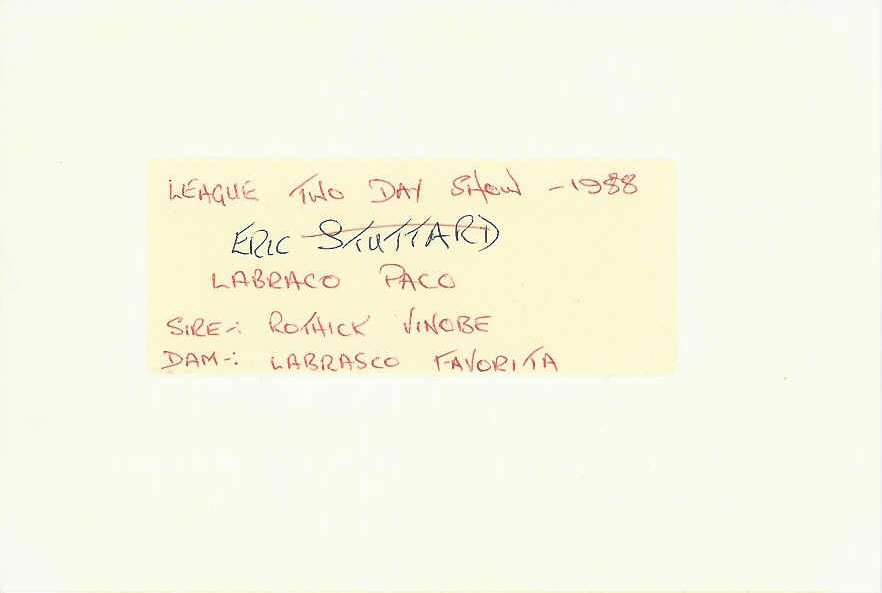 LEAGUE TWO DAY SHOW - 1988
ERIC STUTTARD
LABRACO PACO
SIRE-: ROTHICK VINOBE
DAM-: LABRASCO FAVORITA